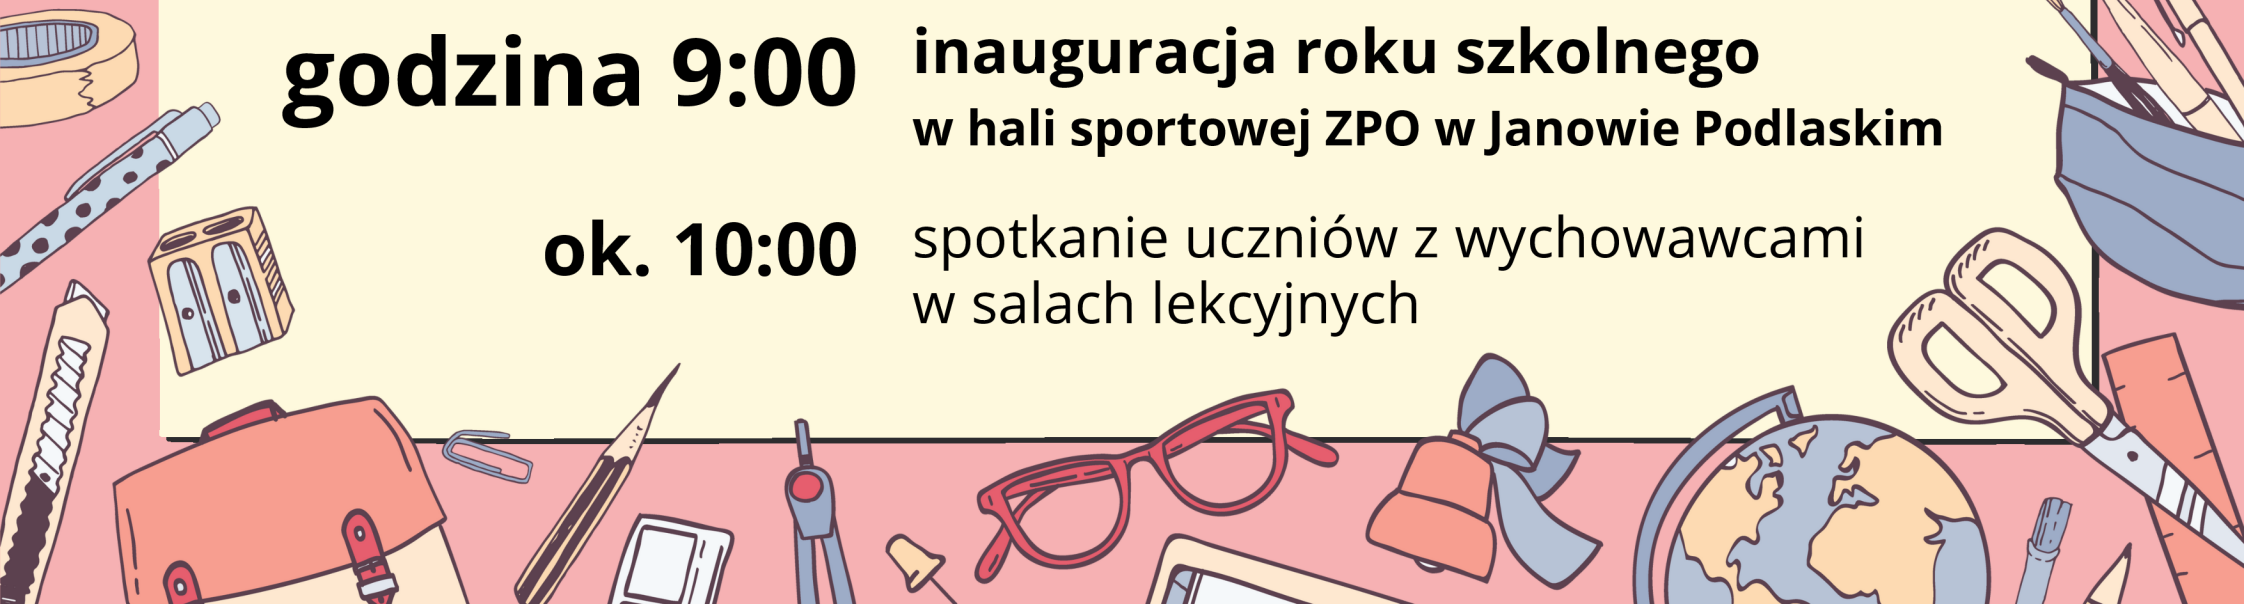 godzina 9:00
inauguracja roku szkolnego
w hali sportowej ZPO w Janowie Podlaskim
ok. 10:00
spotkanie uczniów z wychowawcami
w salach lekcyjnych